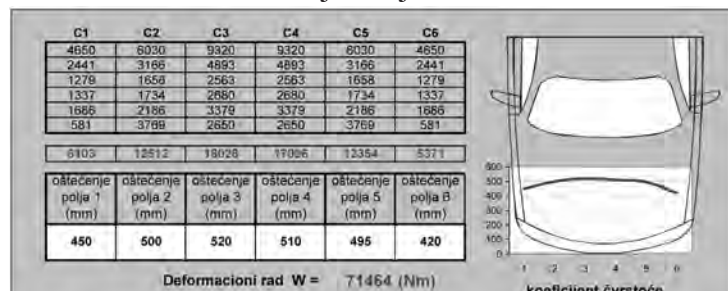 C1 C2 C3 C4 C5 C6
4650 6030 9320 9320 6030 4650
2441 3166 4893 4893 3166 2441
1279 1656 2563 2563 1658 1279
1337 1734 2680 2680 1734 1337
1686 2186 3379 3379 2186 1686
581 3769 2650 2650 3769 581
6103 12512 18026 17096 12354 5371
oštećenje polja 1 (mm) oštećenje polja 2 (mm) oštećenje polja 3 (mm) oštećenje polja 4 (mm) oštećenje polja 5 (mm) oštećenje polja 6 (mm)
450 500 520 510 495 420
Deformacioni rad W = 71464 (Nm)
600
500
400
300
200
100
0
1 2 3 4 5 6
koeficijent čvrstoće